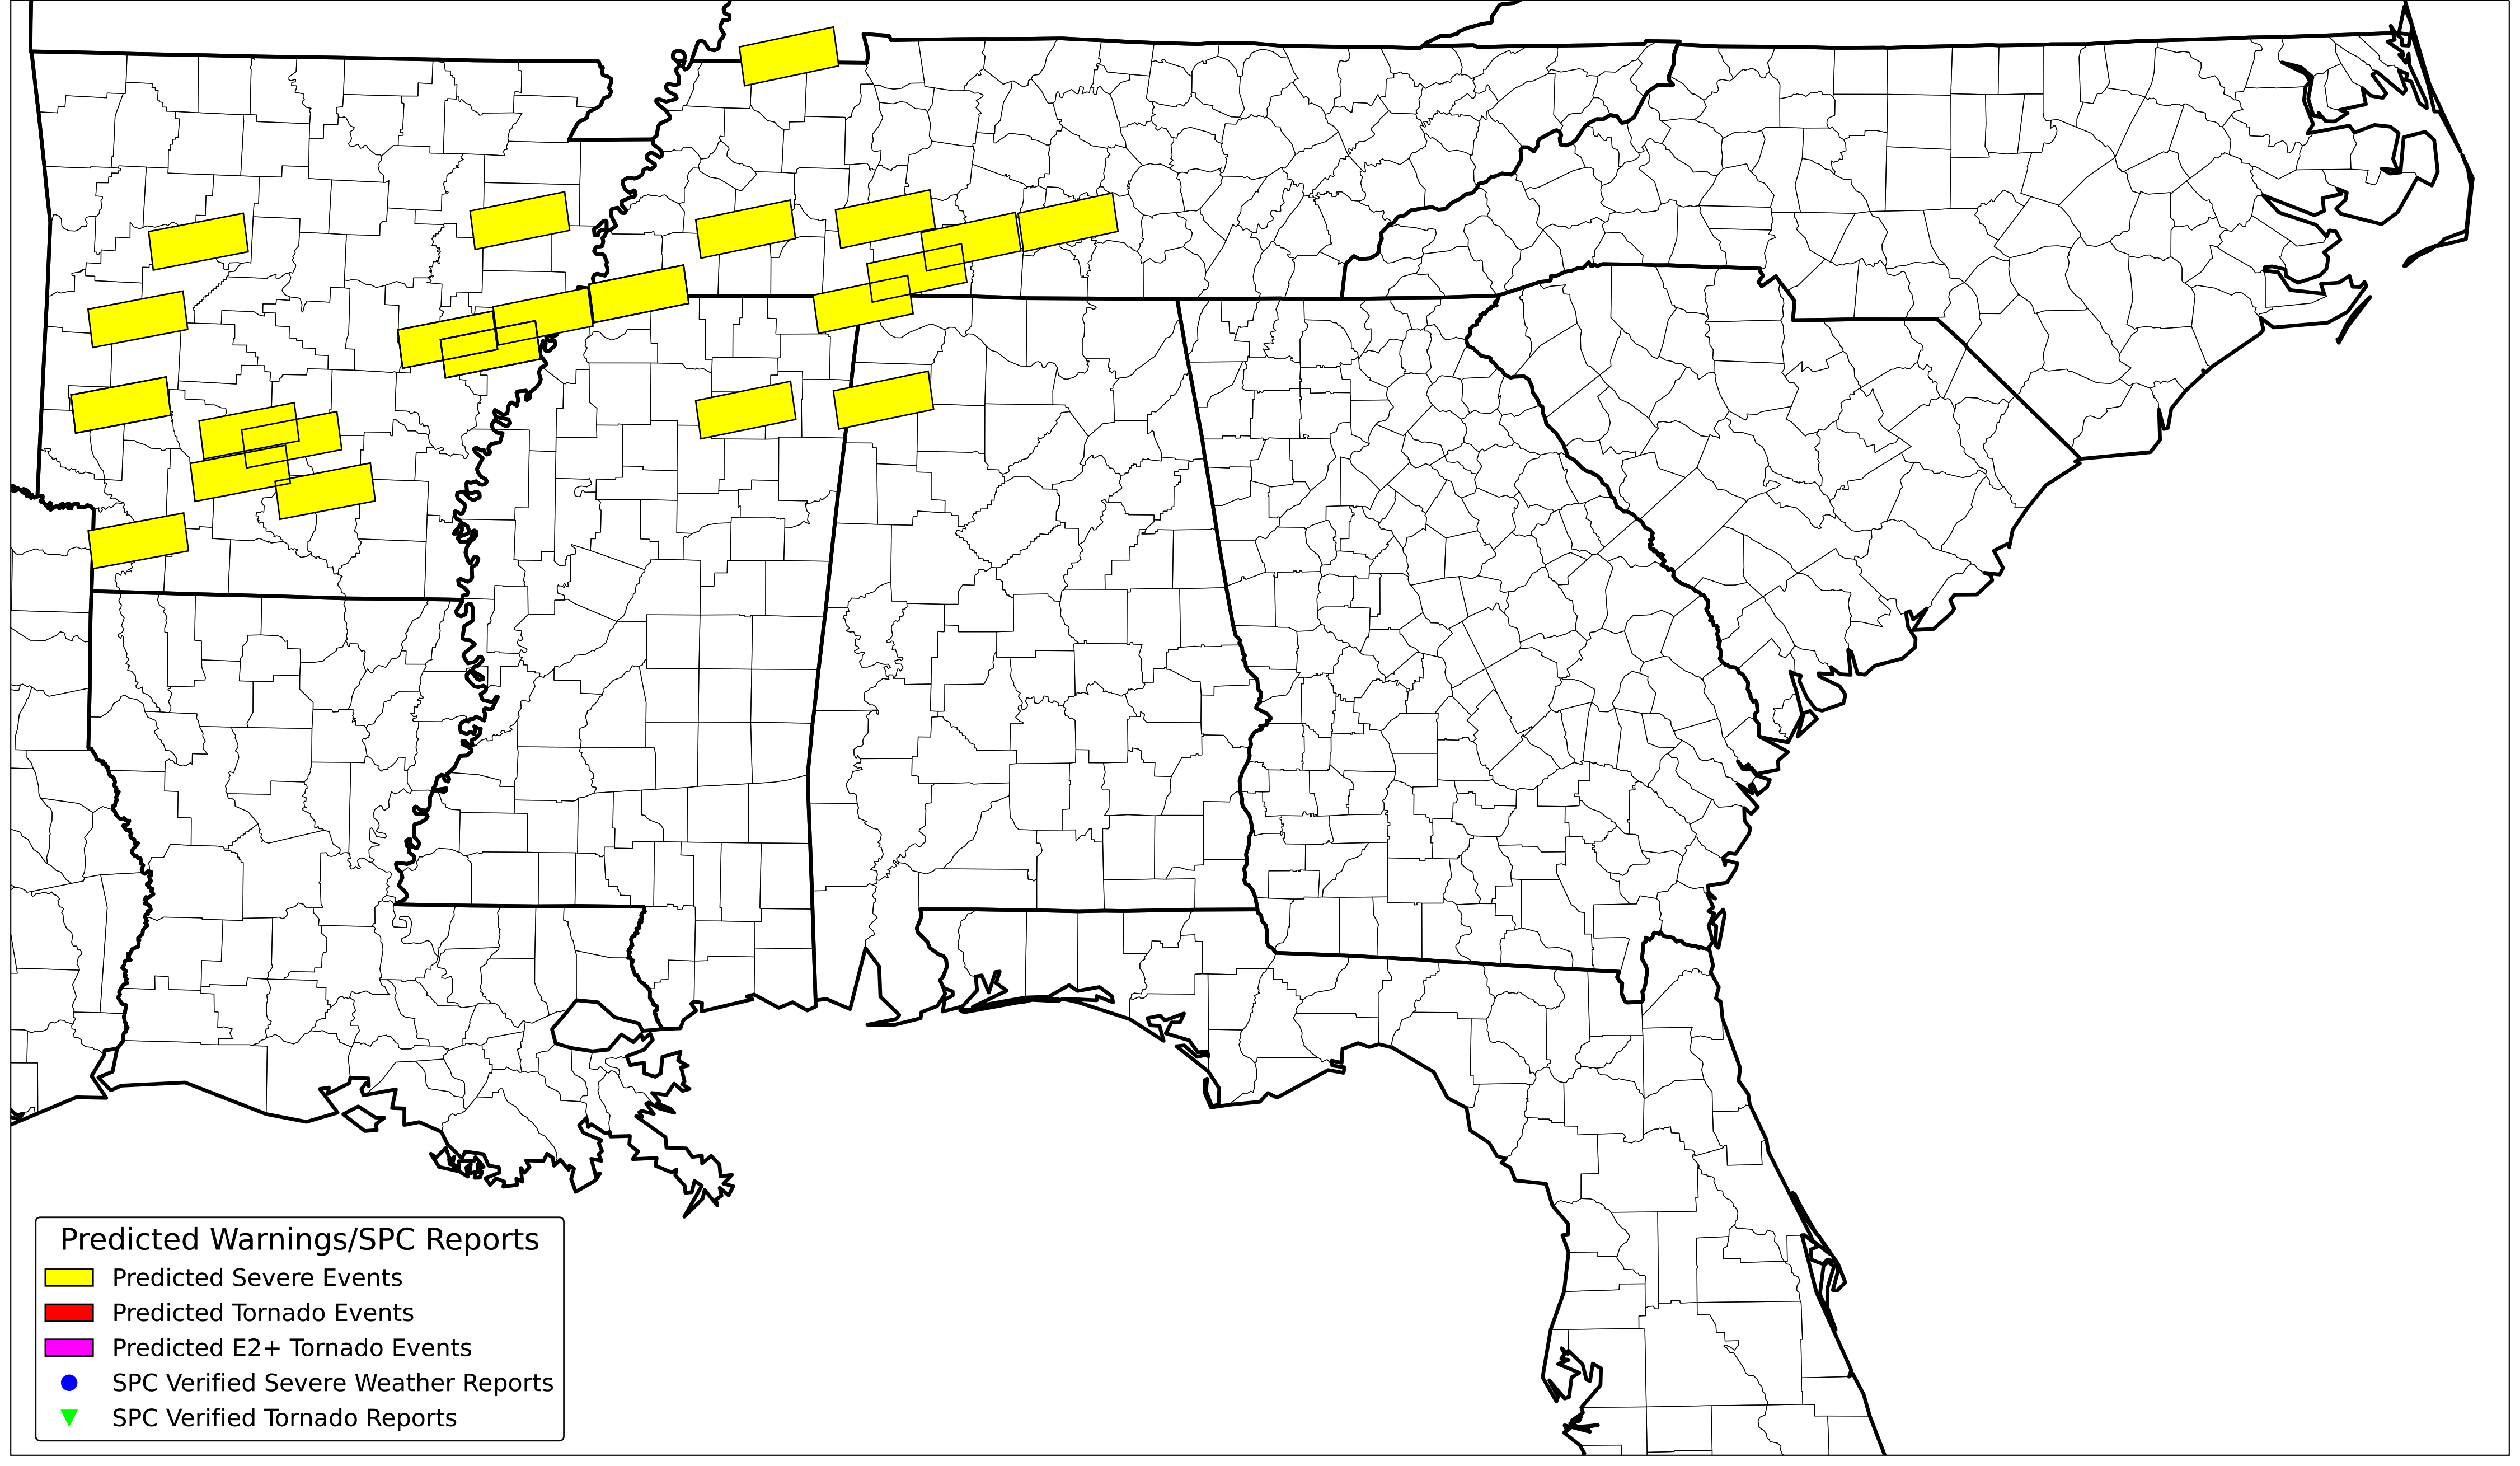 Predicted Warnings/SPC Reports
Predicted Severe Events
Predicted Tornado Events
Predicted E2+ Tornado Events
SPC Verified Severe Weather Reports
SPC Verified Tornado Reports